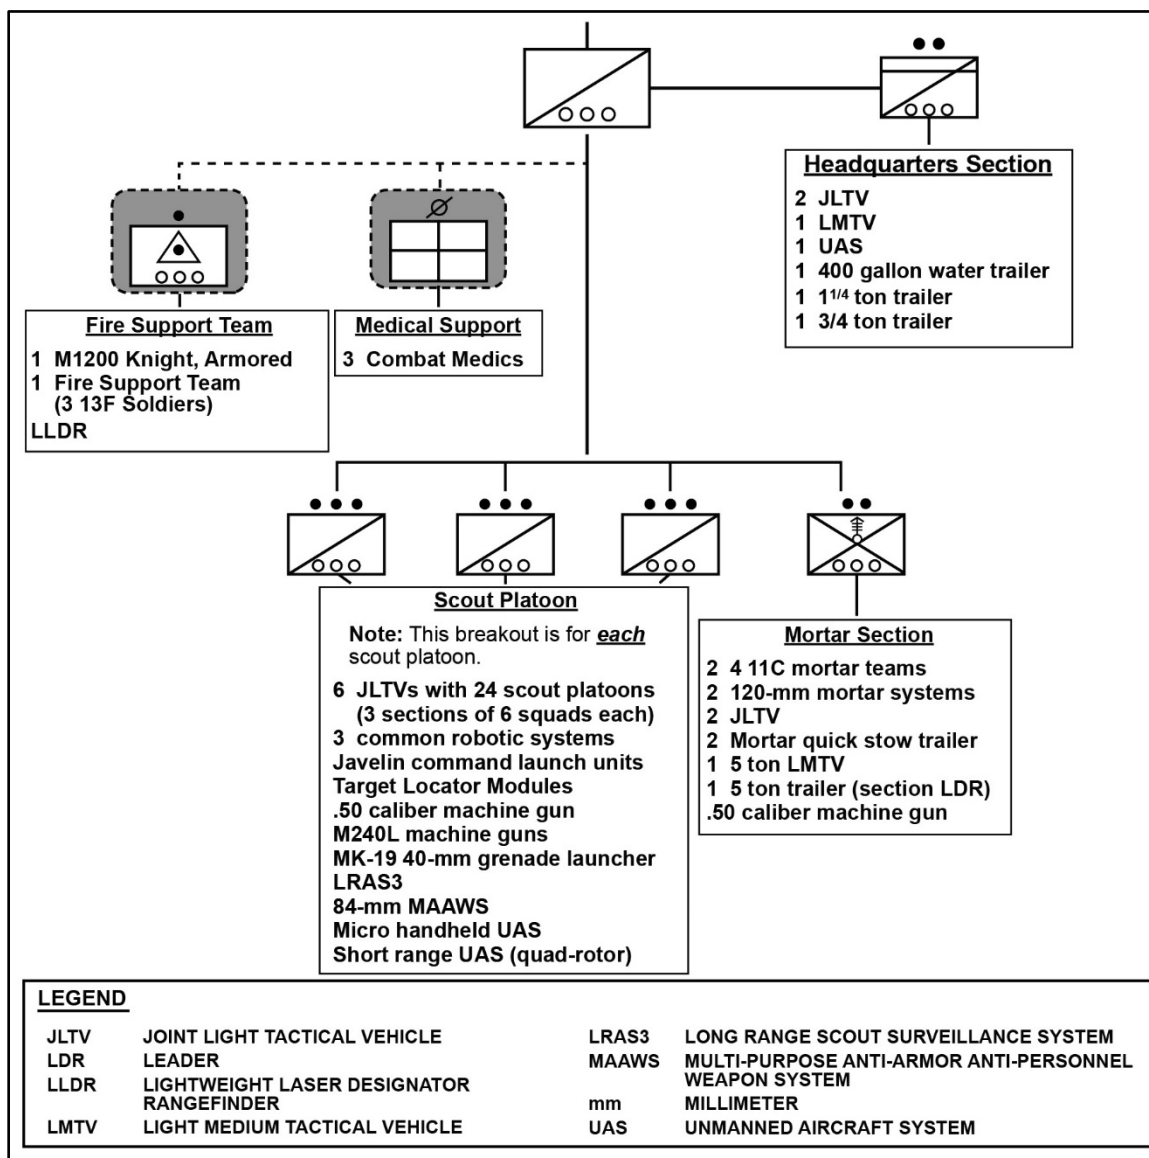 Headquarters Section
2 JLTV
1 LMTV
1 UAS
1 400 gallon water trailer
1 11/4 ton trailer
1 3/4 ton trailer
Fire Support Team
1 M1200 Knight, Armored
1 Fire Support Team
(3 13F Soldiers)
LLDR
Medical Support
3 Combat Medics
Scout Platoon
Note: This breakout is for each
scout platoon.
6 JLTVs with 24 scout platoons
(3 sections of 6 squads each)
3 common robotic systems
Javelin command launch units
Target Locator Modules
.50 caliber machine gun
M240L machine guns
MK-19 40-mm grenade launcher
LRAS3
84-mm MAAWS
Micro handheld UAS
Short range UAS (quad-rotor)
Mortar Section
2 4 11C mortar teams
2 120-mm mortar systems
2 JLTV
2 Mortar quick stow trailer
1 5 ton LMTV
1 5 ton trailer (section LDR)
.50 caliber machine gun
LEGEND
JLTV JOINT LIGHT TACTICAL VEHICLE
LDR LEADER
LLDR LIGHTWEIGHT LASER DESIGNATOR
RANGEFINDER
LMTV LIGHT MEDIUM TACTICAL VEHICLE
LRAS3 LONG RANGE SCOUT SURVEILLANCE SYSTEM
MAAWS MULTI-PURPOSE ANTI-ARMOR ANTI-PERSONNEL
WEAPON SYSTEM
mm MILLIMETER
UAS UNMANNED AIRCRAFT SYSTEM